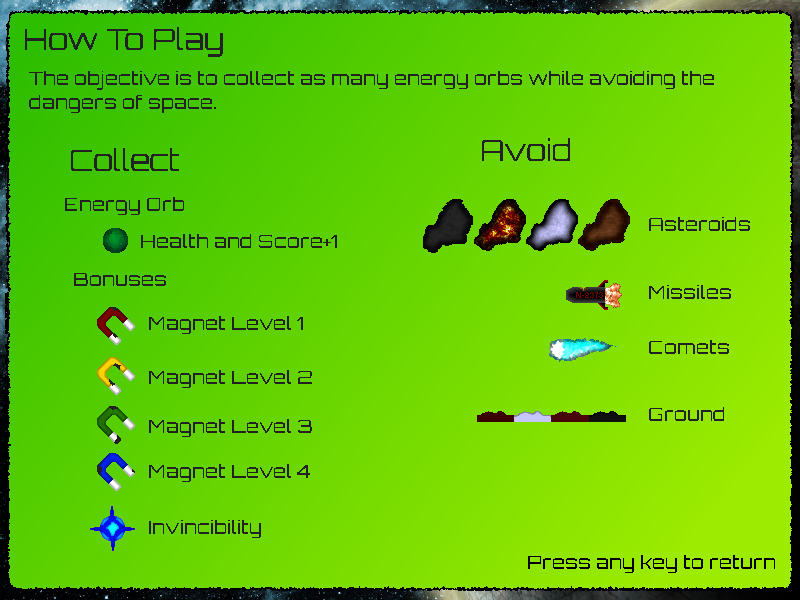 How To Play
The objective is to collect as many energy orbs while avoiding the
dangers of space.
Collect
Energy Orb
Health and Score+1
Bonuses
Magnet Level 1
Magnet Level 2
Magnet Level 3
Magnet Level 4
Invincibility
Avoid
Asteroids
Missiles
Comets
Ground
Press any key to return